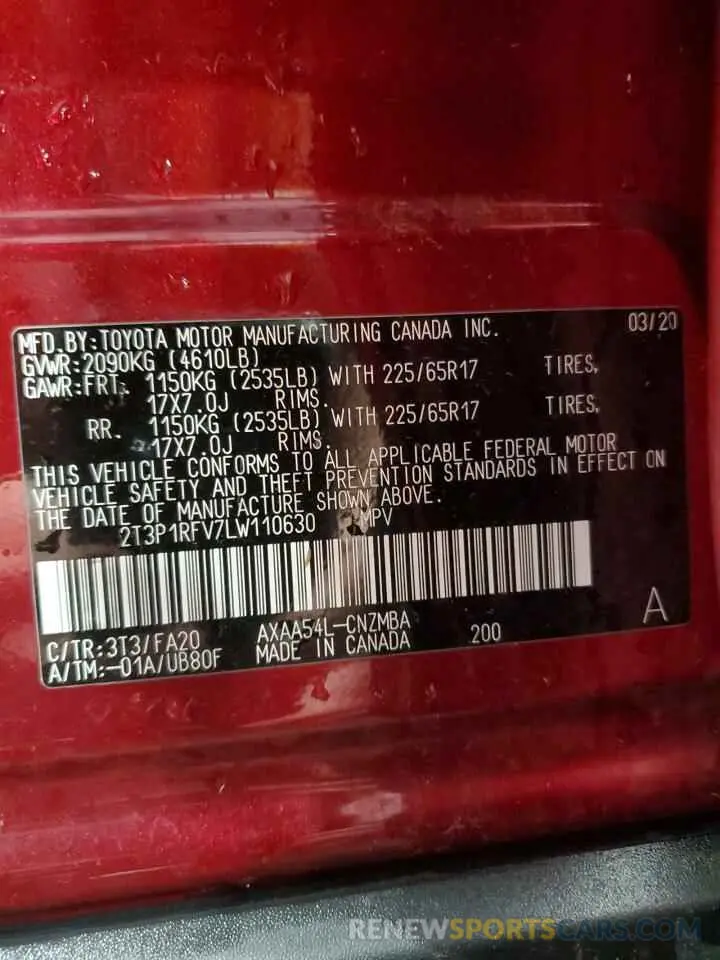 MFD.BY:TOYOTA MOTOR MANUFACTURING CANADA INC. 03/20
GVWR:2090KG (4610LB)
GAWR:FRT. 1150KG (2535LB) WITH 225/65R17 TIRES,
17X7.0J RIMS.
RR. 1150KG (2535LB) WITH 225/65R17 TIRES,
17X7.0J RIMS.
THIS VEHICLE CONFORMS TO ALL APPLICABLE FEDERAL MOTOR
VEHICLE SAFETY AND THEFT PREVENTION STANDARDS IN EFFECT ON
THE DATE OF MANUFACTURE SHOWN ABOVE.
2T3P1RFV7LW110630 MPV
C/TR:3T3/FA20 AXAA54L-CNZMBA 200 A
A/TM:-01A/UB80F MADE IN CANADA
RENEWSPORTSCARS.COM